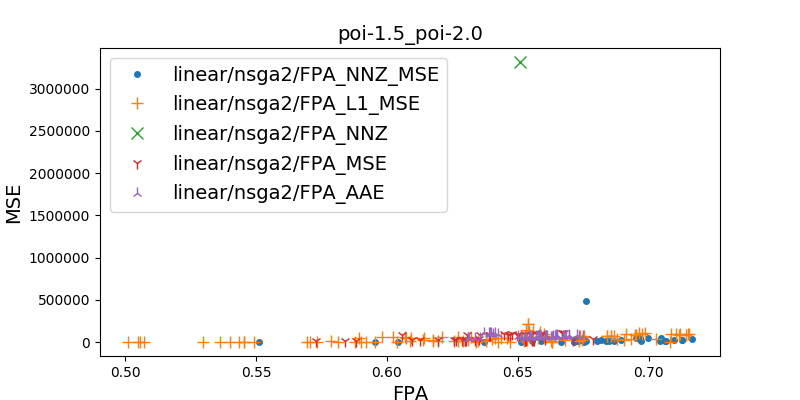 poi-1.5_poi-2.0
linear/nsga2/FPA_NNZ_MSE
linear/nsga2/FPA_L1_MSE
linear/nsga2/FPA_NNZ
linear/nsga2/FPA_MSE
linear/nsga2/FPA_AAE
MSE
3000000
2500000
2000000
1500000
1000000
500000
0
0.50 0.55 0.60 0.65 0.70
FPA